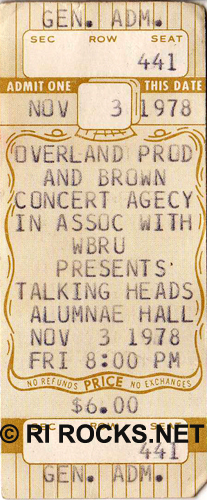 GEN. ADM.
SEC ROW SEAT
441
ADMIT ONE THIS DATE
NOV 3 1978
OVERLAND PROD
AND BROWN
CONCERT AGECY
IN ASSOC WITH
WBRU
PRESENTS
TALKING HEADS
ALUMNAE HALL
NOV 3 1978
FRI 8:00 PM
NO REFUNDS PRICE NO EXCHANGES
$6.00
© RI ROCKS.NET
SEC 441
GEN. ADM.